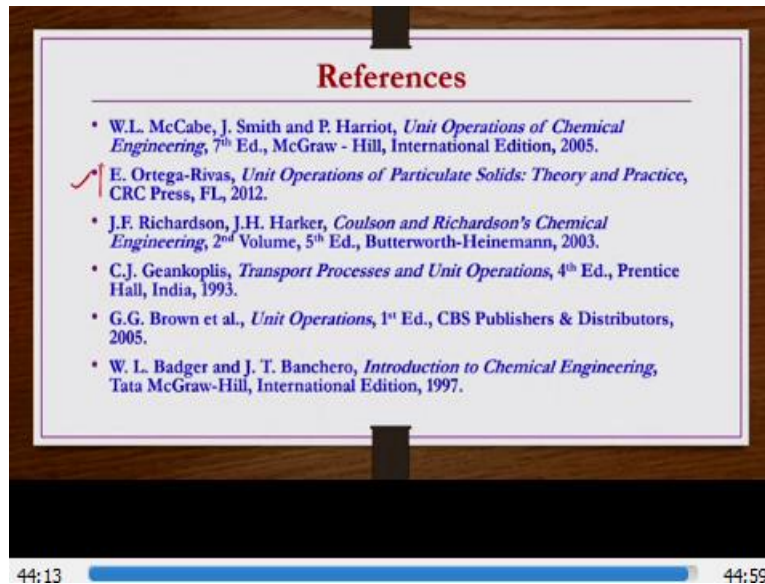 References
• W.L. McCabe, J. Smith and P. Harriot, Unit Operations of Chemical
Engineering, 7th Ed., McGraw - Hill, International Edition, 2005.
• E. Ortega-Rivas, Unit Operations of Particulate Solids: Theory and Practice,
CRC Press, FL, 2012.
• J.F. Richardson, J.H. Harker, Coulson and Richardson's Chemical
Engineering, 2nd Volume, 5th Ed., Butterworth-Heinemann, 2003.
• C.J. Geankoplis, Transport Processes and Unit Operations, 4th Ed., Prentice
Hall, India, 1993.
• G.G. Brown et al., Unit Operations, 1st Ed., CBS Publishers & Distributors,
2005.
• W. L. Badger and J. T. Banchero, Introduction to Chemical Engineering,
Tata McGraw-Hill, International Edition, 1997.
44:13 44:59